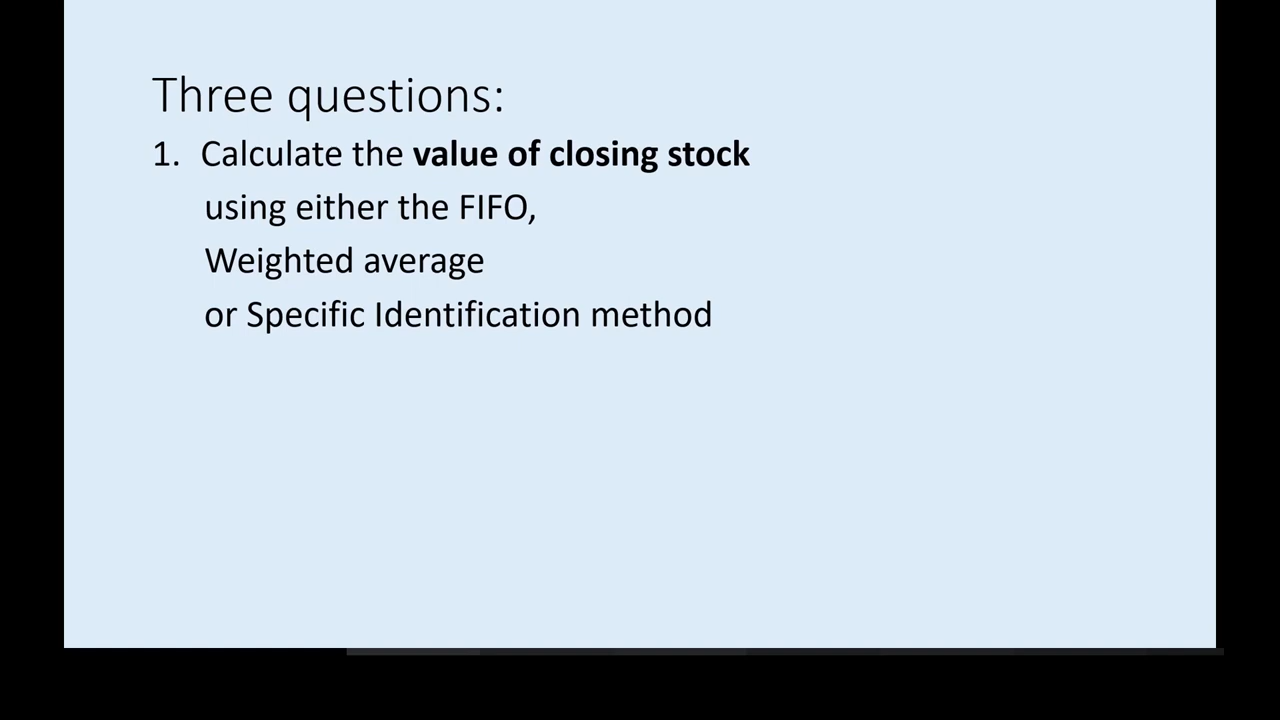 Three questions:
1. Calculate the value of closing stock
using either the FIFO,
Weighted average
or Specific Identification method